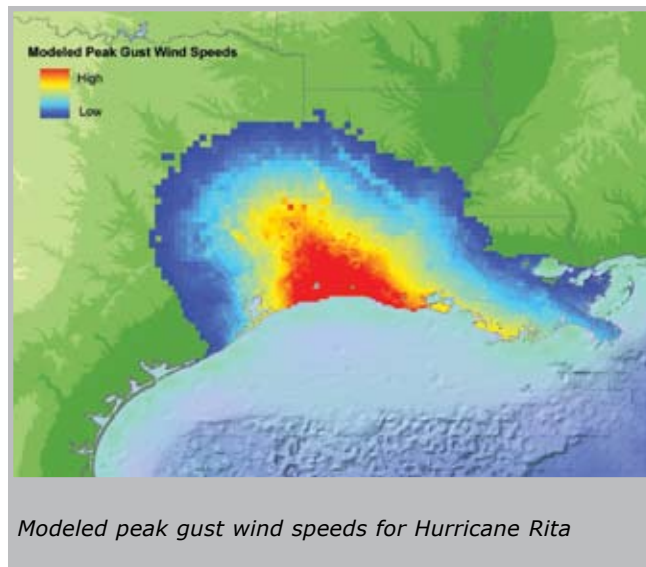 Modeled Peak Gust Wind Speeds
High
Low
Modeled peak gust wind speeds for Hurricane Rita